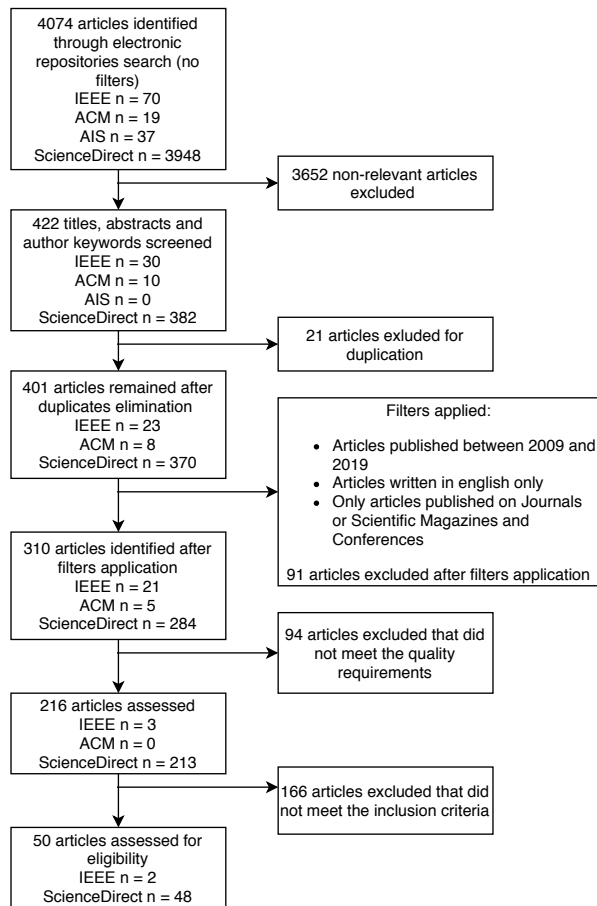 4074 articles identified
through electronic
repositories search (no
filters)
IEEE n = 70
ACM n = 19
AIS n = 37
ScienceDirect n = 3948
3652 non-relevant articles
excluded
422 titles, abstracts and
author keywords screened
IEEE n = 30
ACM n = 10
AIS n = 0
ScienceDirect n = 382
21 articles exluded for
duplication
401 articles remained after
duplicates elimination
IEEE n = 23
ACM n = 8
ScienceDirect n = 370
Filters applied:
• Articles published between 2009 and
2019
• Articles written in english only
• Only articles published on Journals
or Scientific Magazines and
Conferences
91 articles excluded after filters application
310 articles identified after
filters application
IEEE n = 21
ACM n = 5
ScienceDirect n = 284
94 articles excluded that did
not meet the quality
requirements
216 articles assessed
IEEE n = 3
ACM n = 0
ScienceDirect n = 213
166 articles excluded that did
not meet the inclusion criteria
50 articles assessed for
eligibility
IEEE n = 2
ScienceDirect n = 48